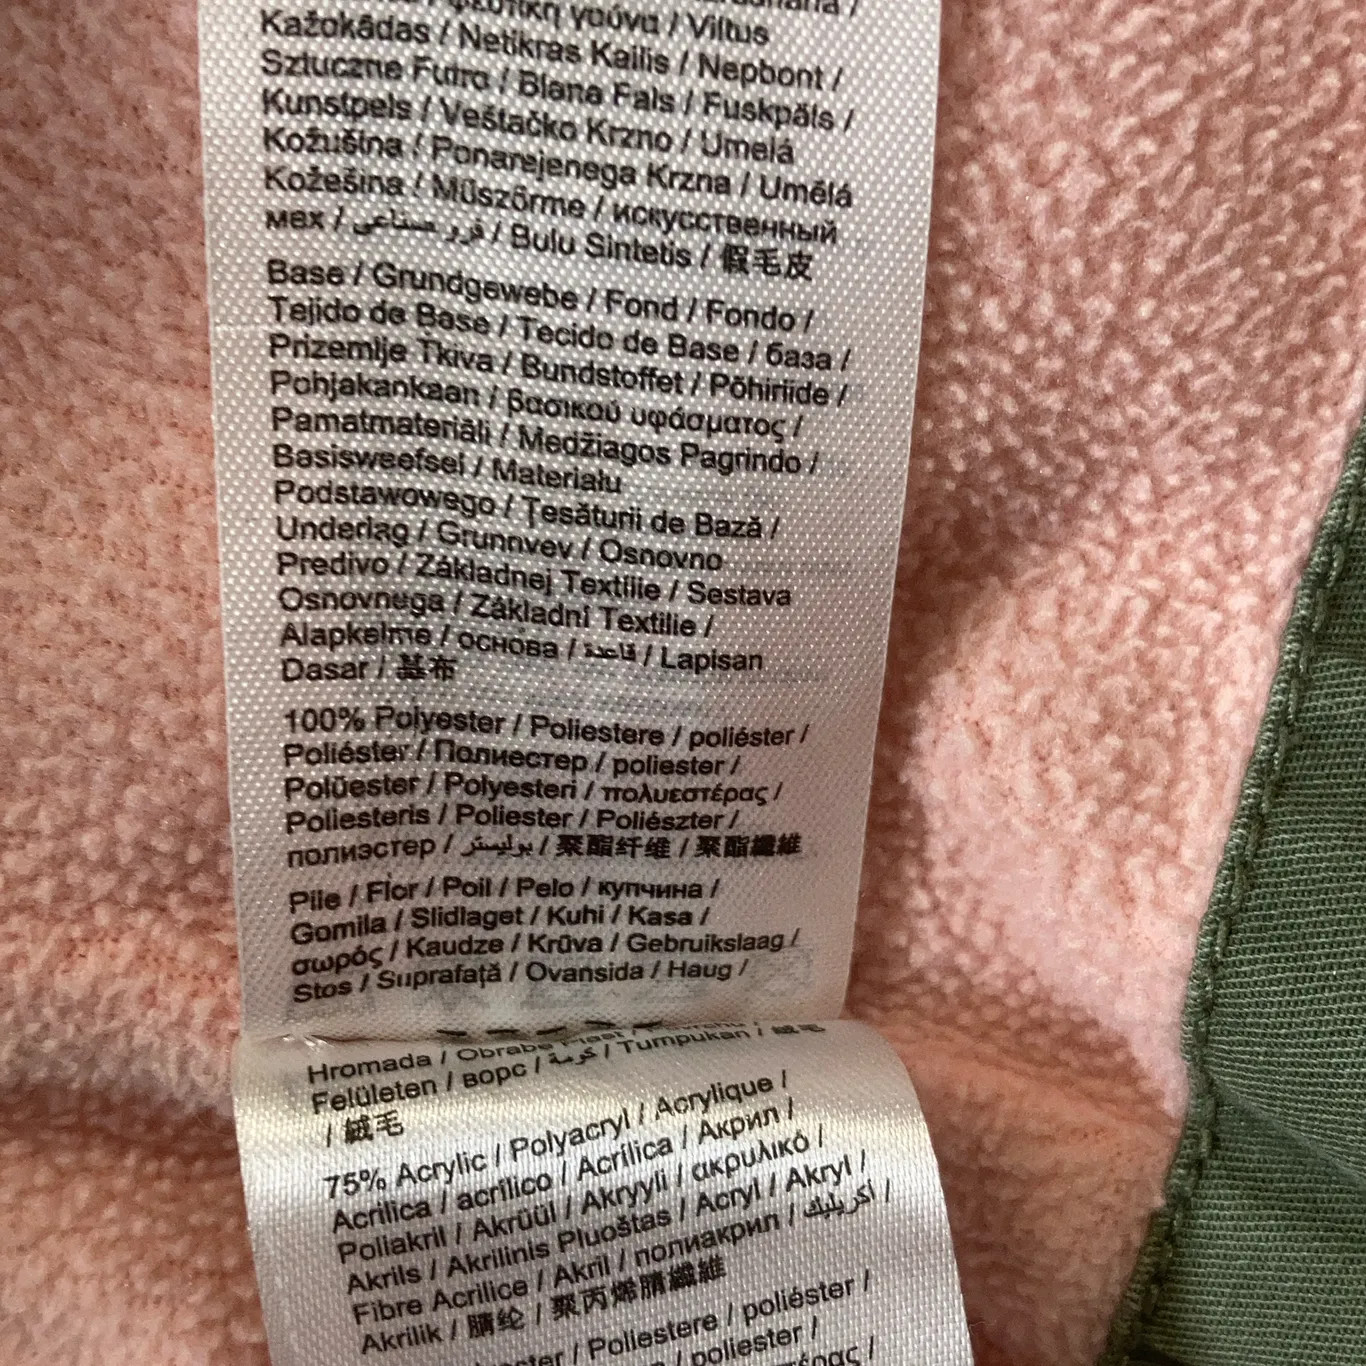 γούνα / Viltus
Kažokādas / Netikras Kailis / Nepbont /
Sztuczne Futro / Blana Fals / Fuskpäls /
Kunstpels / Veštačko Krzno / Umelá
Kožušina / Ponarejenega Krzna / Umělá
Kožešina / Műszőrme / искусственный
мех / فرو صناعي / Bulu Sintetis / 假毛皮
Base / Grundgewebe / Fond / Fondo /
Tejido de Base / Tecido de Base / база /
Prizemlje Tkiva / Bundstoffet / Põhiriide /
Pohjakankaan / βασικού υφάσματος /
Pamatmateriāli / Medžiagos Pagrindo /
Basisweefsel / Materiału
Podstawowego / Țesăturii de Bază /
Underlag / Grunnvev / Osnovno
Predivo / Základnej Textilie / Sestava
Osnovnega / Základní Textilie /
Alapkelme / основа / قاعدة / Lapisan
Dasar / 基布
100% Polyester / Poliestere / poliéster /
Poliéster / Полиестер / poliester /
Polüester / Polyesteri / πολυεστέρας /
Poliesteris / Poliester / Poliészter /
полиэстер / بوليستر / 聚酯纤维 / 聚酯纖維
Pile / Flor / Poil / Pelo / купчина /
Gomila / Slidlaget / Kuhi / Kasa /
σωρός / Kaudze / Krūva / Gebruikslaag /
Stos / Suprafață / Ovansida / Haug /
Hromada / Obrabe / 絨毛
Felületen / ворс / كومة / Tumpukan /
/ 絨毛
75% Acrylic / Polyacryl / Acrylique /
Acrilica / acrílico / Acrílica / Акрил /
Poliakril / Akrüül / Akryyli / ακρυλικό /
Akrils / Akrilinis Pluoštas / Acryl / Akryl /
Fibre Acrilice / Akril / полиакрил / أكريليك /
Akrilik / 腈纶 / 聚丙烯腈纖維
/ Poliestere / poliéster /
/ poliester /